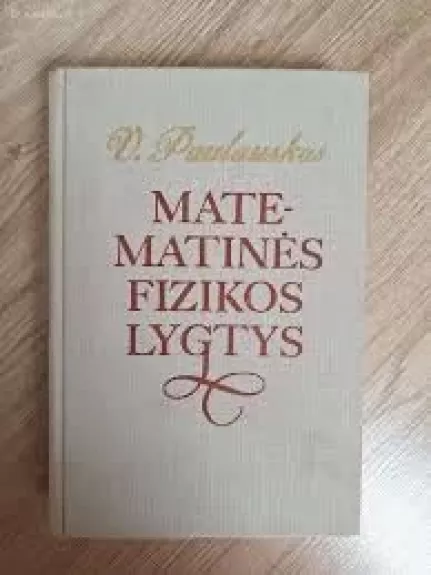 V. Paulauskas
MATE-
MATINĖS
FIZIKOS
LYGTYS